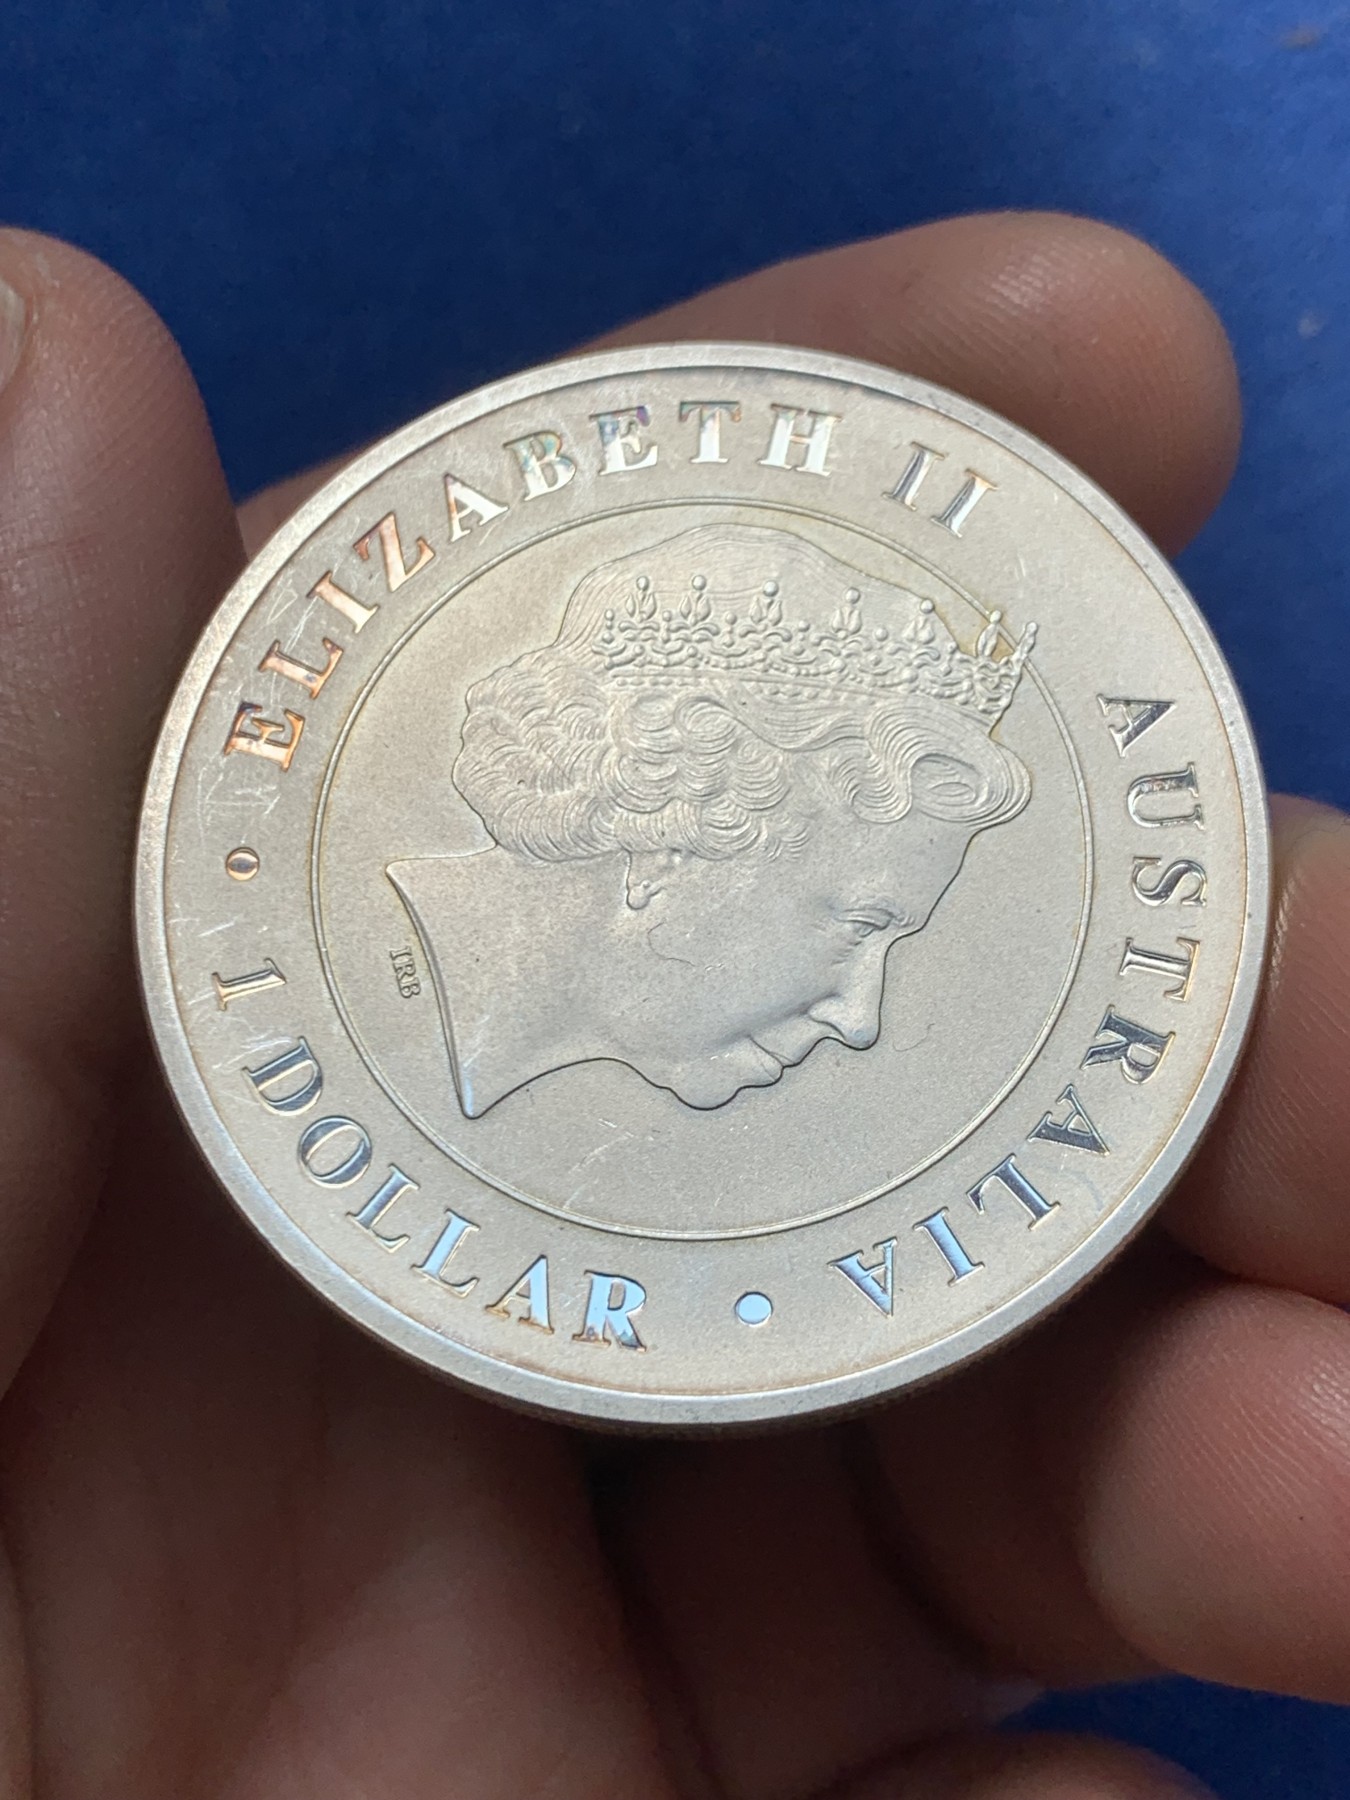 ELIZABETH II
AUSTRALIA
• 1 DOLLAR •
IRB